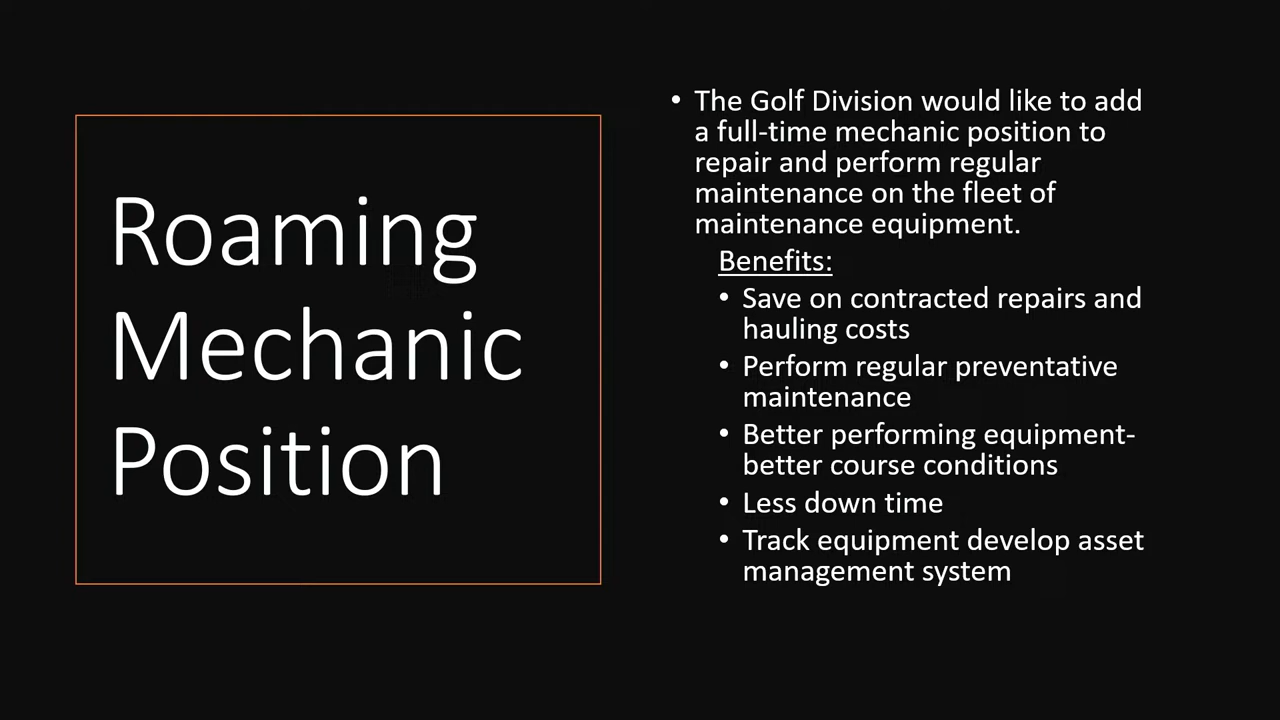 Roaming
Mechanic
Position
• The Golf Division would like to add
a full-time mechanic position to
repair and perform regular
maintenance on the fleet of
maintenance equipment.
Benefits:
• Save on contracted repairs and
hauling costs
• Perform regular preventative
maintenance
• Better performing equipment-
better course conditions
• Less down time
• Track equipment develop asset
management system